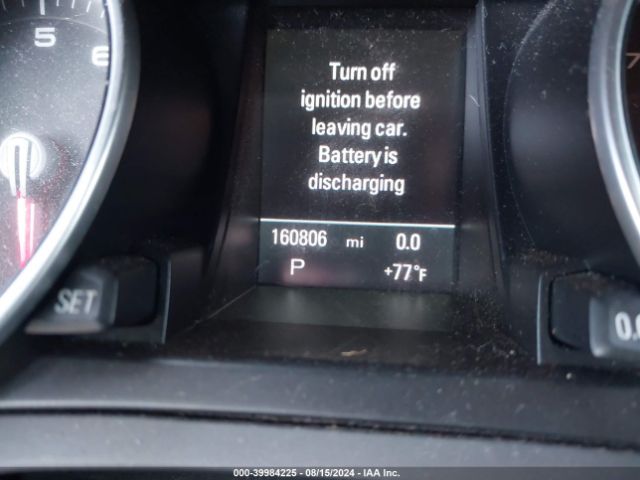 5
6
Turn off
ignition before
leaving car.
Battery is
discharging
160806 mi 0.0
P +77°F
SET
0.0
7
000-39984225 - 08/15/2024 - IAA Inc.